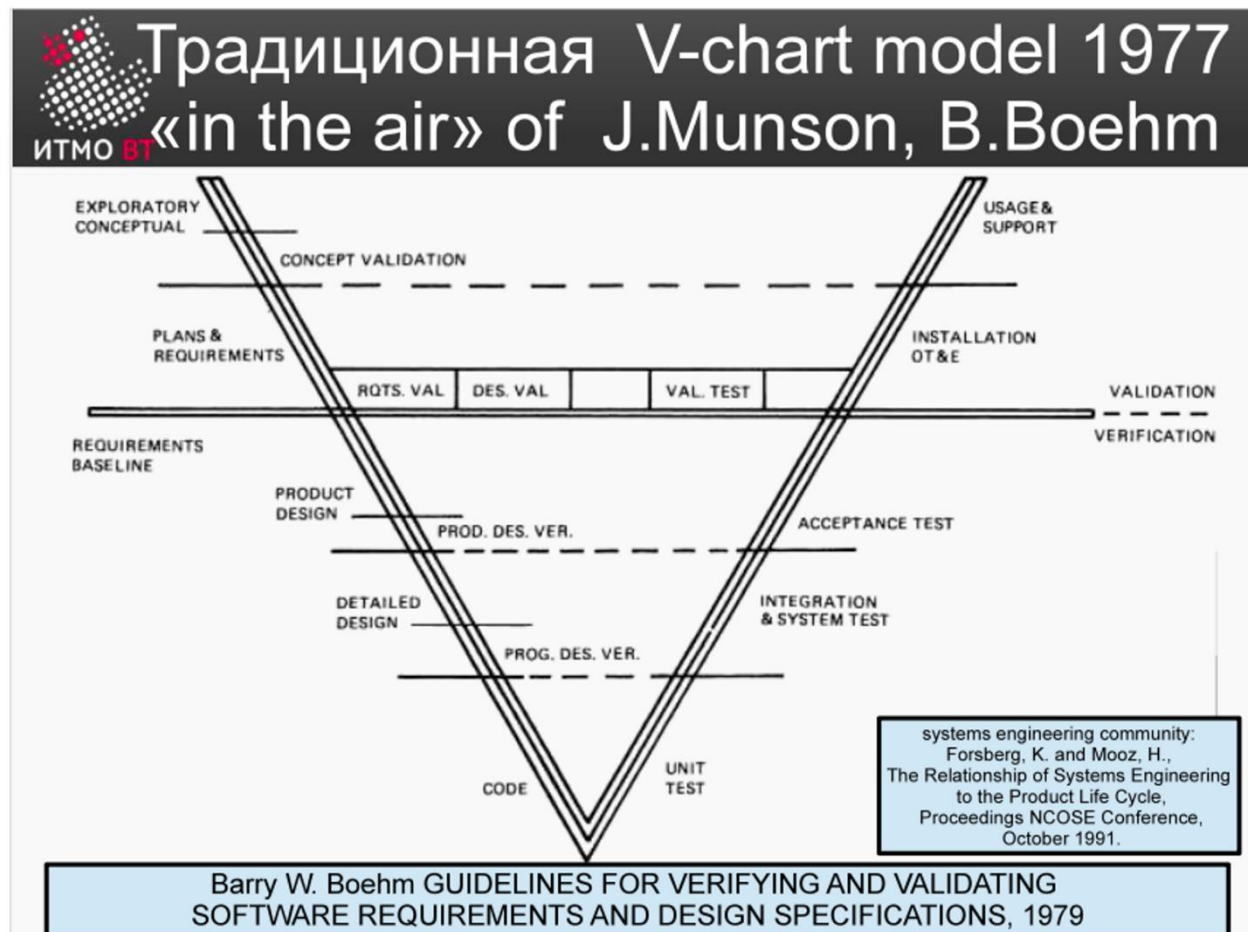 Традиционная V-chart model 1977
«in the air» of J.Munson, B.Boehm
ИТМО ВТ
EXPLORATORY
CONCEPTUAL
USAGE&
SUPPORT
CONCEPT VALIDATION
PLANS &
REQUIREMENTS
INSTALLATION
OT&E
RQTS. VAL
DES. VAL
VAL. TEST
VALIDATION
VERIFICATION
REQUIREMENTS
BASELINE
PRODUCT
DESIGN
PROD. DES. VER.
ACCEPTANCE TEST
DETAILED
DESIGN
INTEGRATION
& SYSTEM TEST
PROG. DES. VER.
CODE
UNIT
TEST
systems engineering community:
Forsberg, K. and Mooz, H.,
The Relationship of Systems Engineering
to the Product Life Cycle,
Proceedings NCOSE Conference,
October 1991.
Barry W. Boehm GUIDELINES FOR VERIFYING AND VALIDATING
SOFTWARE REQUIREMENTS AND DESIGN SPECIFICATIONS, 1979